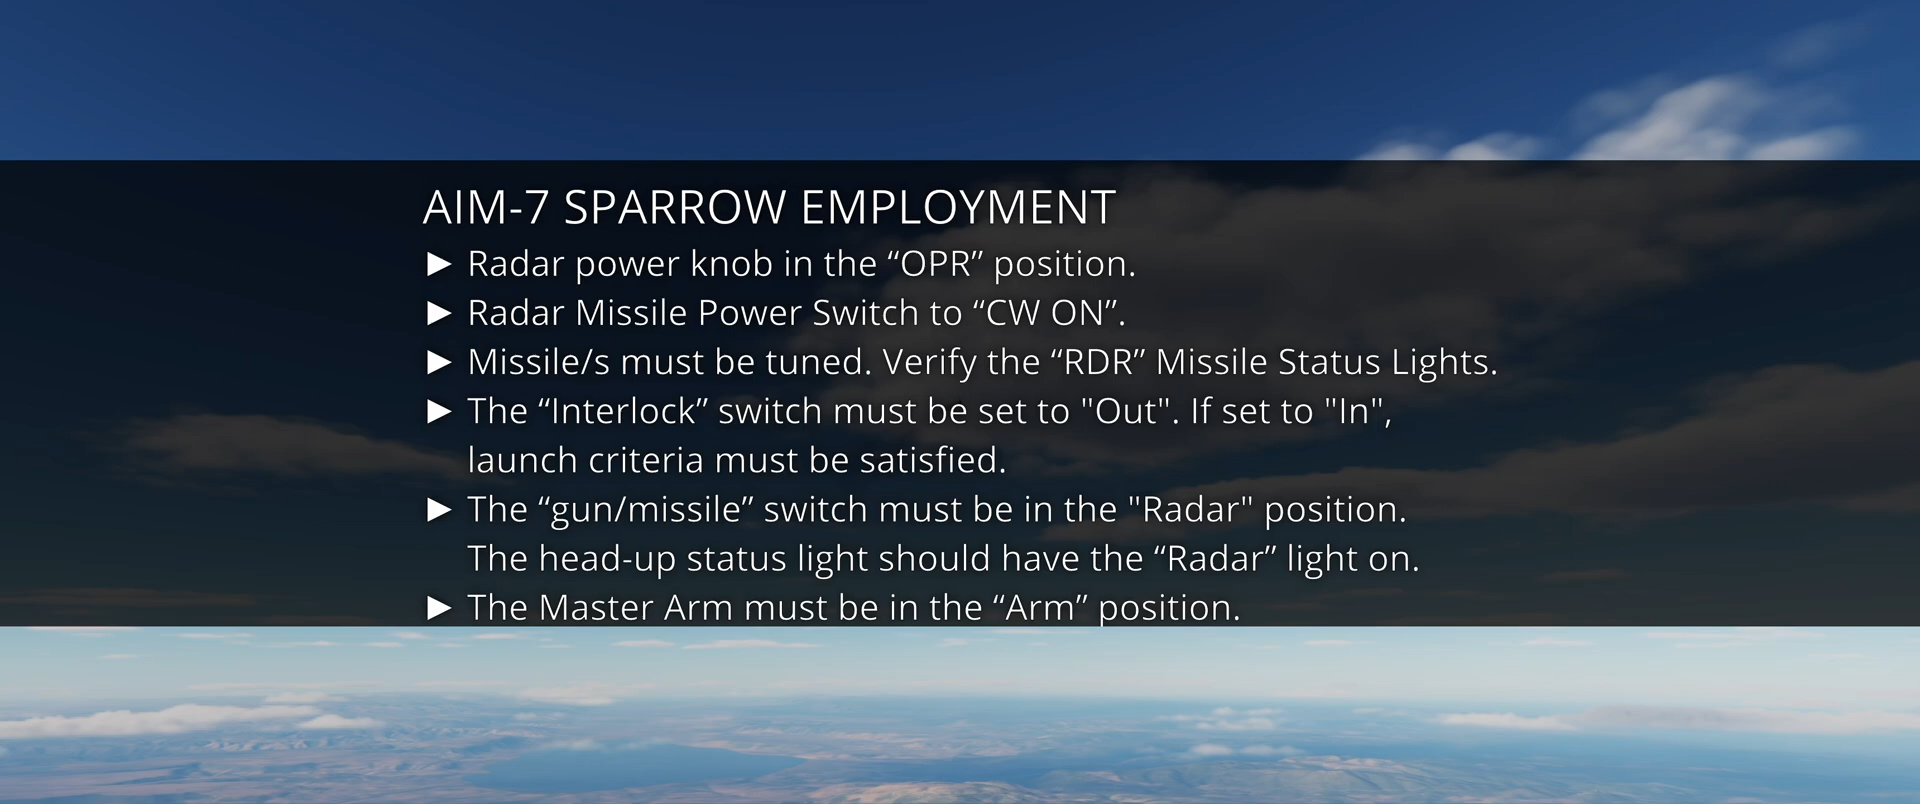 AIM-7 SPARROW EMPLOYMENT
► Radar power knob in the “OPR” position.
► Radar Missile Power Switch to “CW ON”.
► Missile/s must be tuned. Verify the “RDR” Missile Status Lights.
► The “Interlock” switch must be set to "Out". If set to "In",
launch criteria must be satisfied.
► The “gun/missile” switch must be in the "Radar" position.
The head-up status light should have the “Radar” light on.
► The Master Arm must be in the “Arm” position.